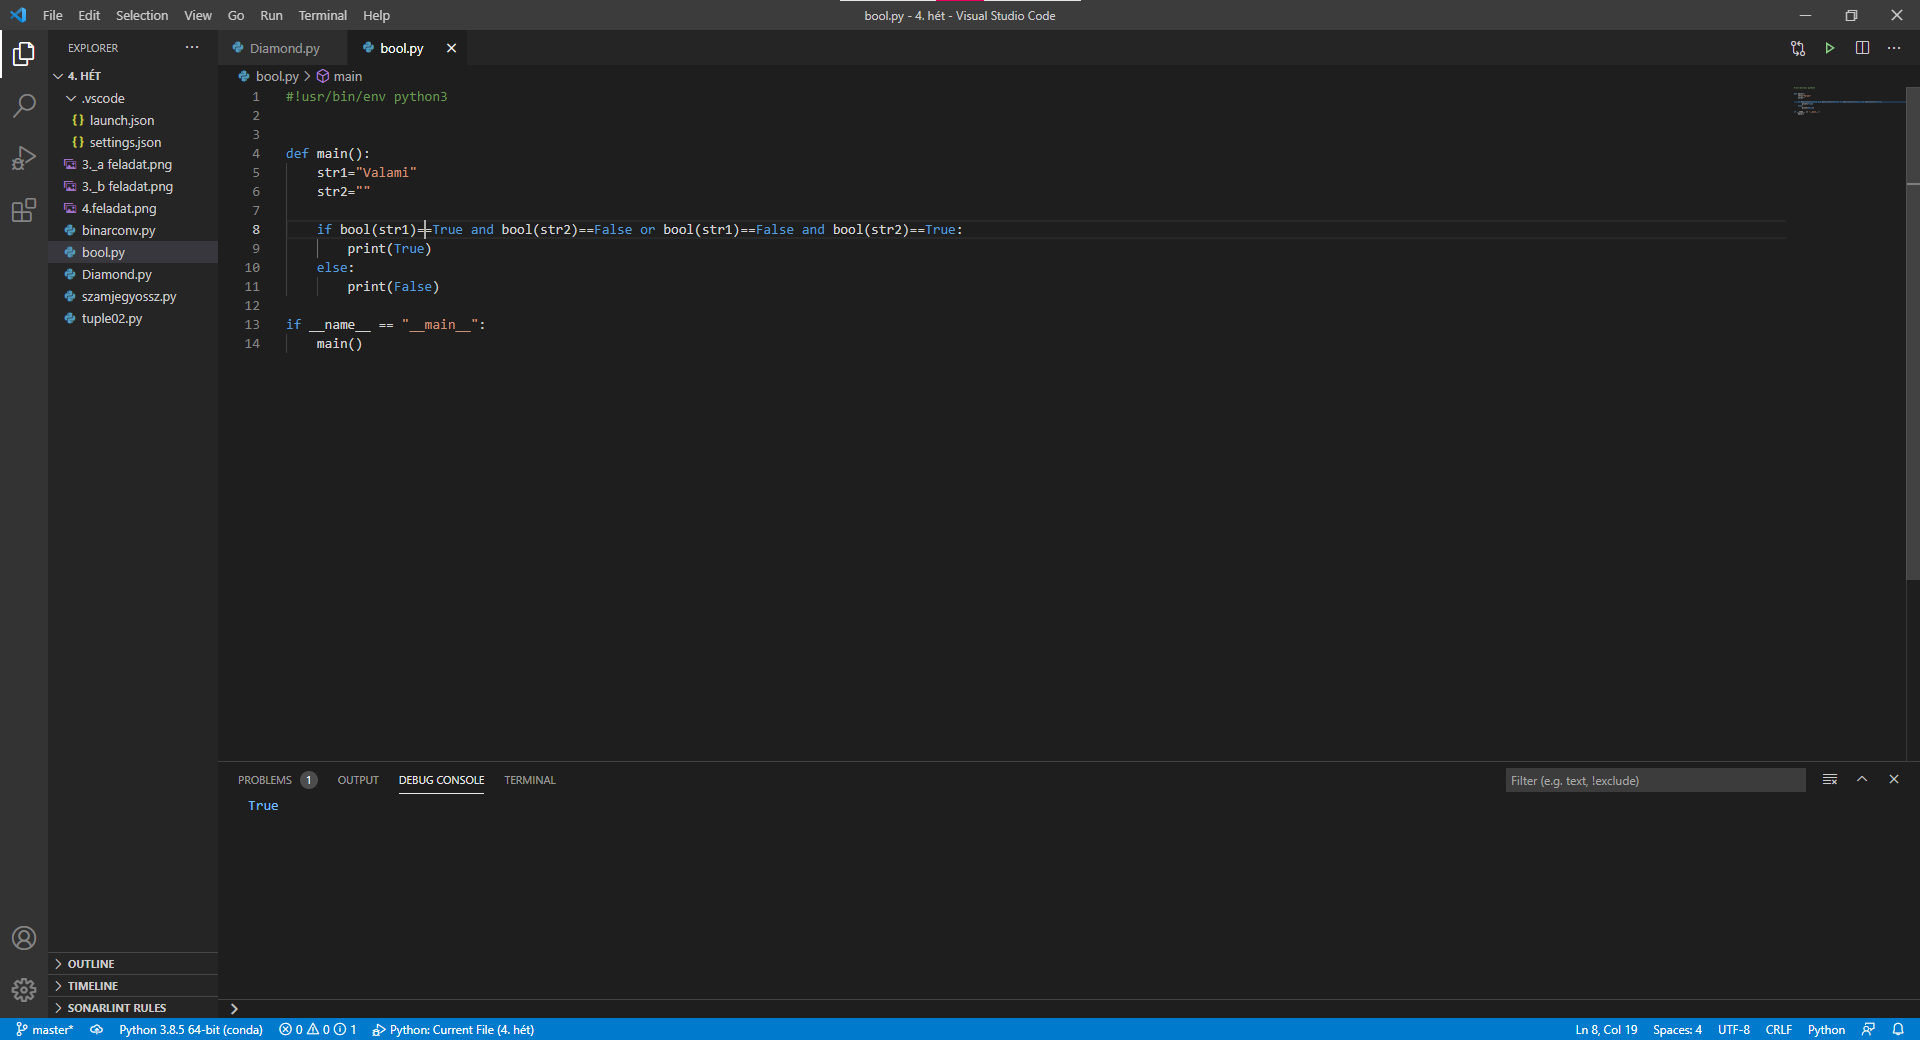 File Edit Selection View Go Run Terminal Help
bool.py - 4. hét - Visual Studio Code
EXPLORER
4. HÉT
.vscode
{} launch.json
{} settings.json
3._a feladat.png
3._b feladat.png
4.feladat.png
binarconv.py
bool.py
Diamond.py
szamjegyossz.py
tuple02.py
OUTLINE
TIMELINE
SONARLINT RULES
Diamond.py bool.py
bool.py > main
1 #!usr/bin/env python3
2
3
4 def main():
5 str1="Valami"
6 str2=""
7
8 if bool(str1)==True and bool(str2)==False or bool(str1)==False and bool(str2)==True:
9 print(True)
10 else:
11 print(False)
12
13 if __name__ == "__main__":
14 main()
PROBLEMS 1 OUTPUT DEBUG CONSOLE TERMINAL
Filter (e.g. text, !exclude)
True
master* Python 3.8.5 64-bit (conda) 0 0 1 Python: Current File (4. hét)
Ln 8, Col 19 Spaces: 4 UTF-8 CRLF Python